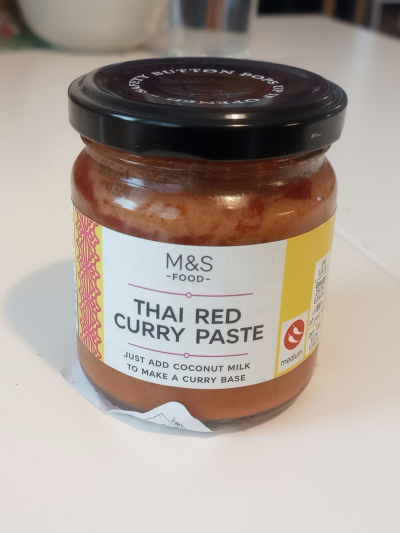 SAFETY BUTTON POPS UP IF OPENED
M&S
-FOOD-
THAI RED
CURRY PASTE
JUST ADD COCONUT MILK
TO MAKE A CURRY BASE
medium